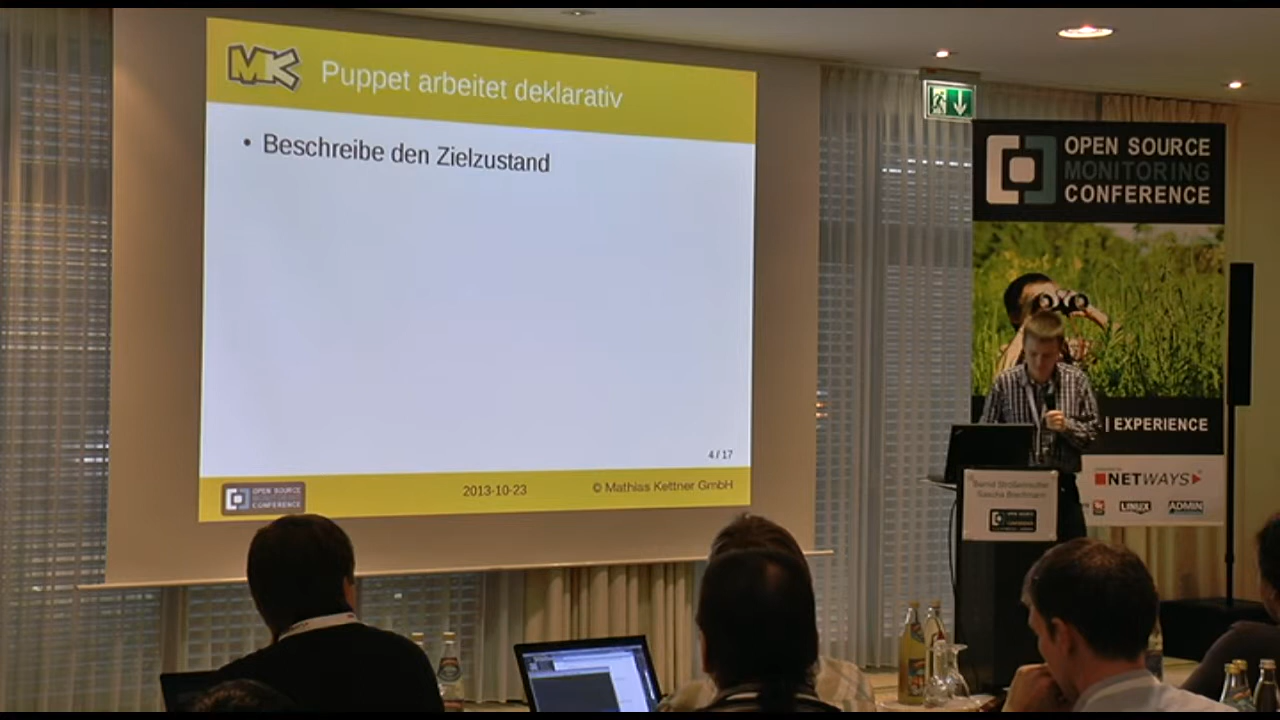 MK
Puppet arbeitet deklarativ
• Beschreibe den Zielzustand
4 / 17
OPEN SOURCE
MONITORING
CONFERENCE
2013-10-23
© Mathias Kettner GmbH
OPEN SOURCE
MONITORING
CONFERENCE
| EXPERIENCE
NETWAYS
LINUX
ADMIN
Bernd